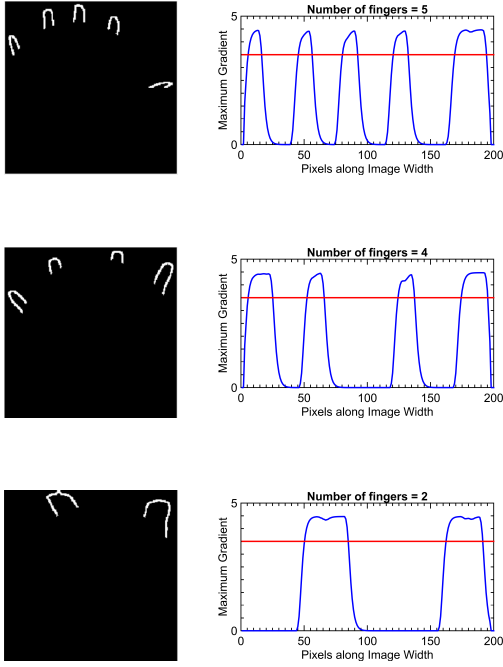 Number of fingers = 5
5
Maximum Gradient
0
0 50 100 150 200
Pixels along Image Width
Number of fingers = 4
5
Maximum Gradient
0
0 50 100 150 200
Pixels along Image Width
Number of fingers = 2
5
Maximum Gradient
0
0 50 100 150 200
Pixels along Image Width